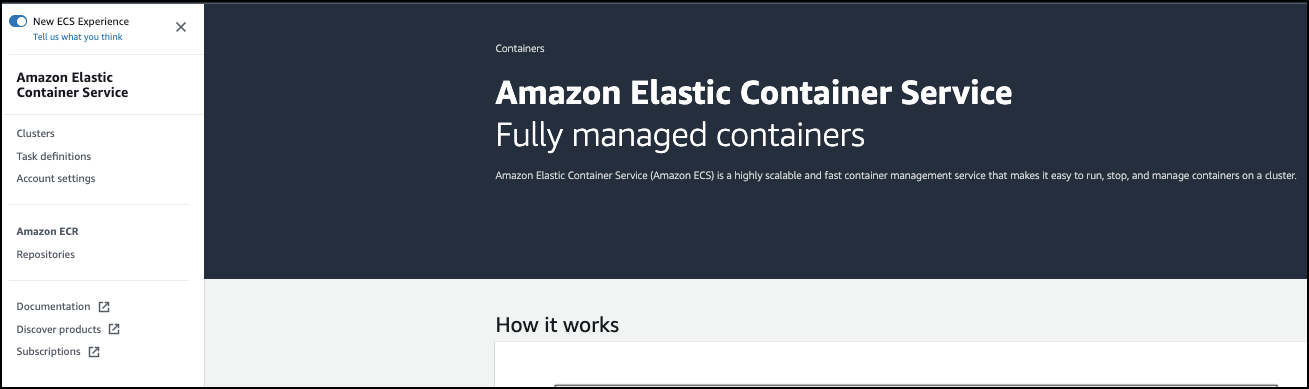 New ECS Experience
Tell us what you think
Amazon Elastic
Container Service
Clusters
Task definitions
Account settings
Amazon ECR
Repositories
Documentation
Discover products
Subscriptions
Containers
Amazon Elastic Container Service
Fully managed containers
Amazon Elastic Container Service (Amazon ECS) is a highly scalable and fast container management service that makes it easy to run, stop, and manage containers on a cluster.
How it works